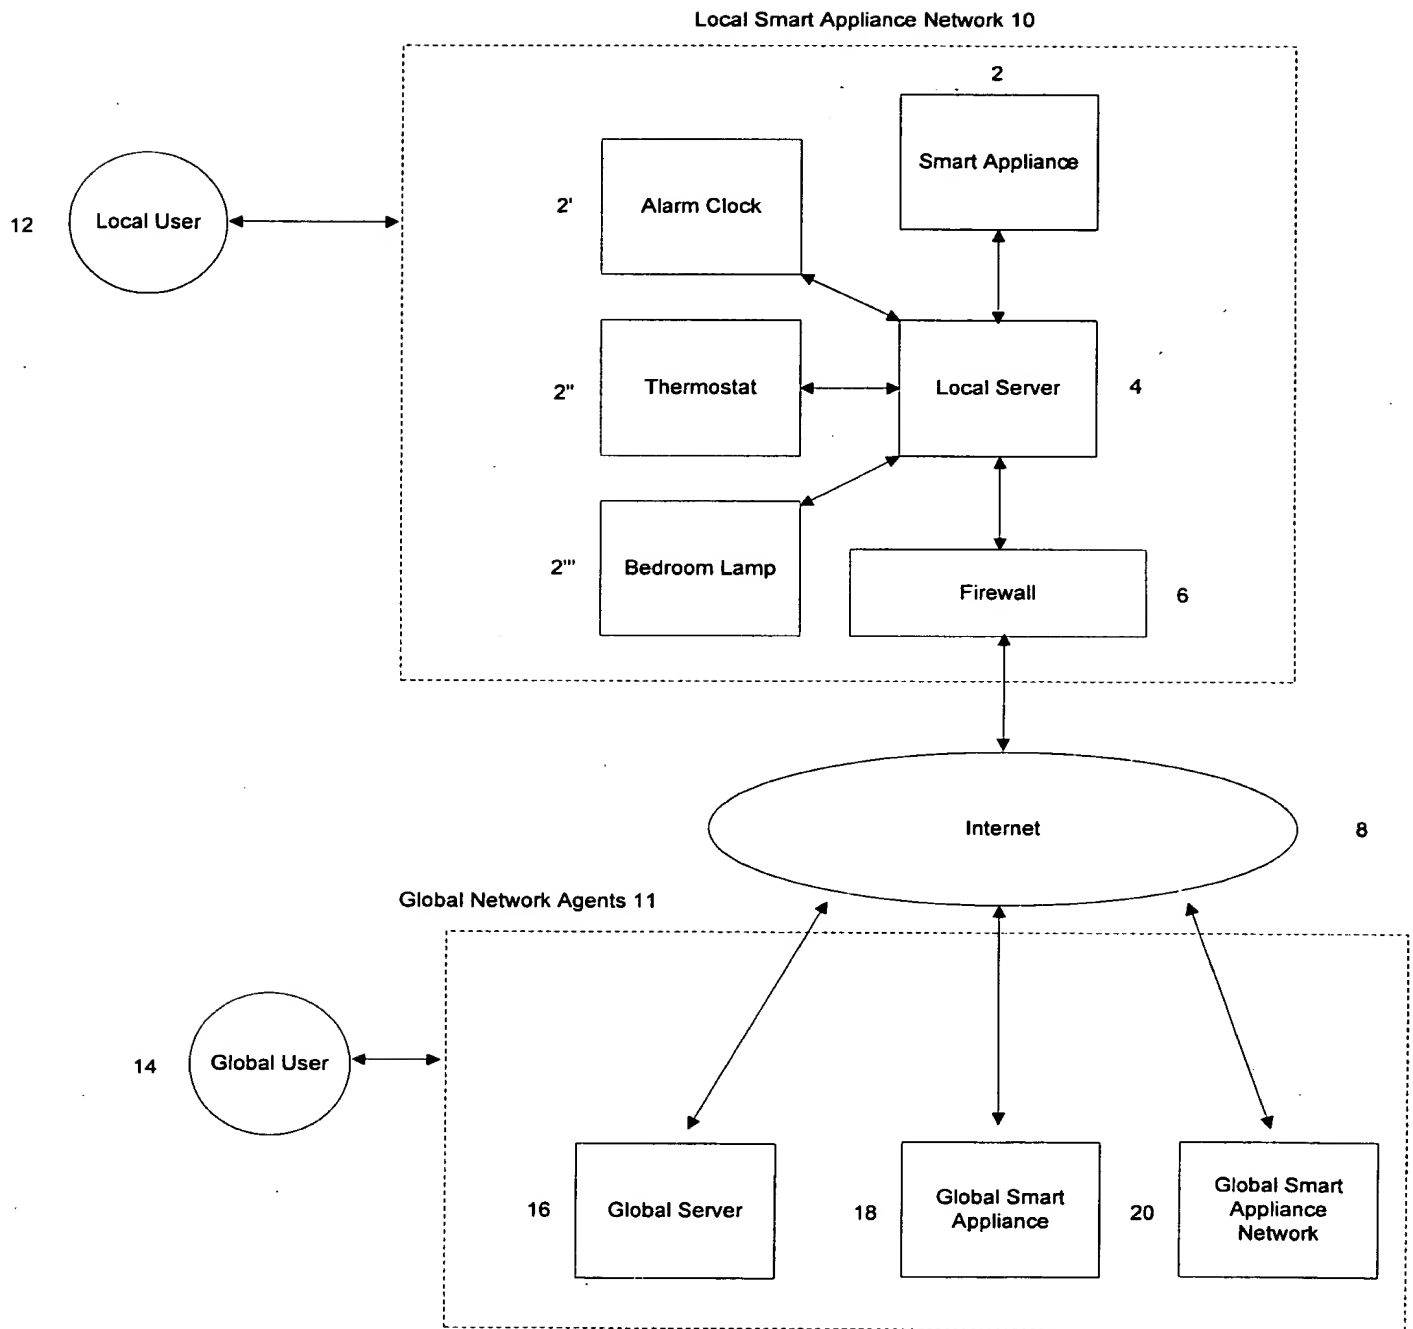 Local Smart Appliance Network 10
2
Smart Appliance
2'
Alarm Clock
12
Local User
2''
Thermostat
Local Server
4
2'''
Bedroom Lamp
Firewall
6
Internet
8
Global Network Agents 11
14
Global User
16
Global Server
18
Global Smart
Appliance
20
Global Smart
Appliance
Network